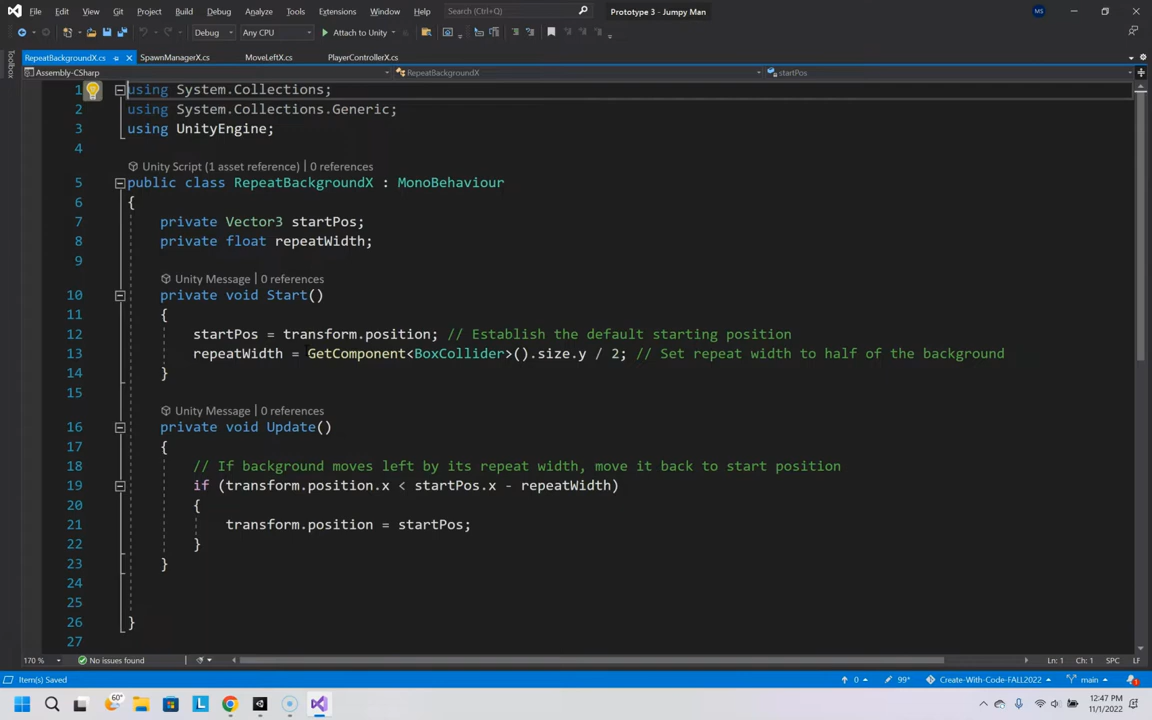 File Edit View Git Project Build Debug Analyze Tools Extensions Window Help Search (Ctrl+Q) Prototype 3 - Jumpy Man MS
Debug Any CPU Attach to Unity
RepeatBackgroundX.cs SpawnManagerX.cs MoveLeftX.cs PlayerControllerX.cs
Toolbox
Assembly-CSharp RepeatBackgroundX startPos
1 using System.Collections;
2 using System.Collections.Generic;
3 using UnityEngine;
4
Unity Script (1 asset reference) | 0 references
5 public class RepeatBackgroundX : MonoBehaviour
6 {
7 private Vector3 startPos;
8 private float repeatWidth;
9
Unity Message | 0 references
10 private void Start()
11 {
12 startPos = transform.position; // Establish the default starting position
13 repeatWidth = GetComponent<BoxCollider>().size.y / 2; // Set repeat width to half of the background
14 }
15
Unity Message | 0 references
16 private void Update()
17 {
18 // If background moves left by its repeat width, move it back to start position
19 if (transform.position.x < startPos.x - repeatWidth)
20 {
21 transform.position = startPos;
22 }
23 }
24
25
26 }
27
170 % No issues found Ln: 1 Ch: 1 SPC LF
Item(s) Saved 0 99+ Create-With-Code-FALL2022 main
60° L 12:47 PM
11/1/2022